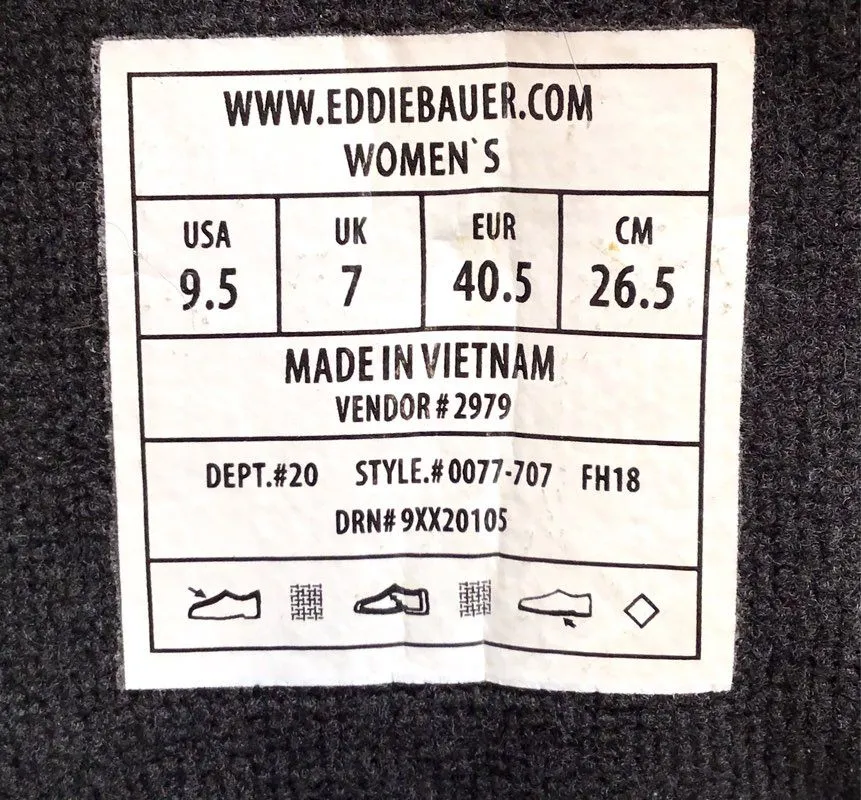 WWW.EDDIEBAUER.COM
WOMEN`S
USA UK EUR CM
9.5 7 40.5 26.5
MADE IN VIETNAM
VENDOR # 2979
DEPT.#20 STYLE.# 0077-707 FH18
DRN# 9XX20105